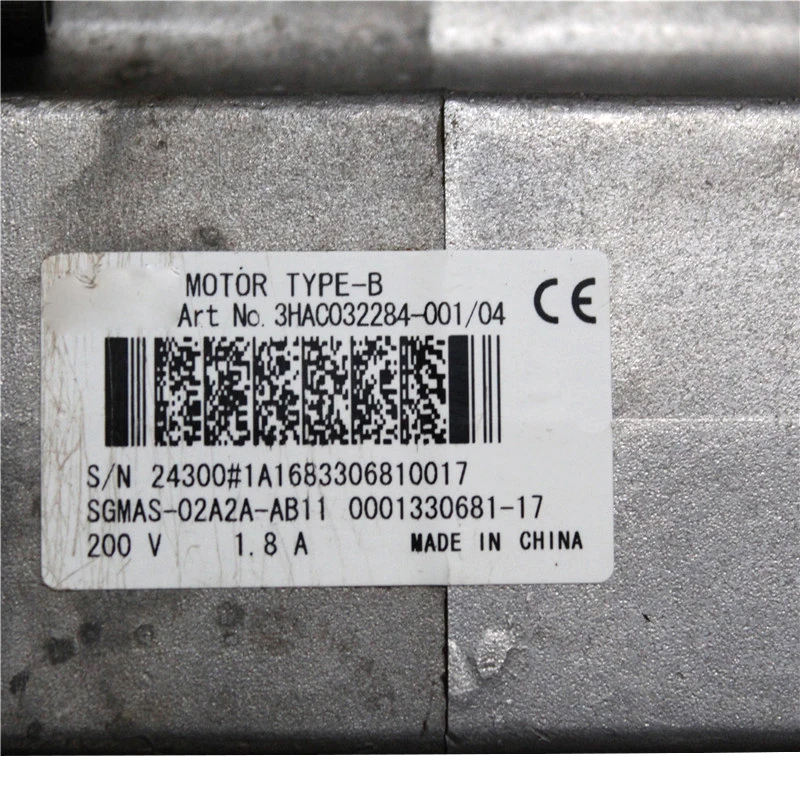 MOTOR TYPE-B
Art No. 3HAC032284-001/04
CE
S/N 24300#1A1683306810017
SGMAS-02A2A-AB11 0001330681-17
200 V 1.8 A MADE IN CHINA